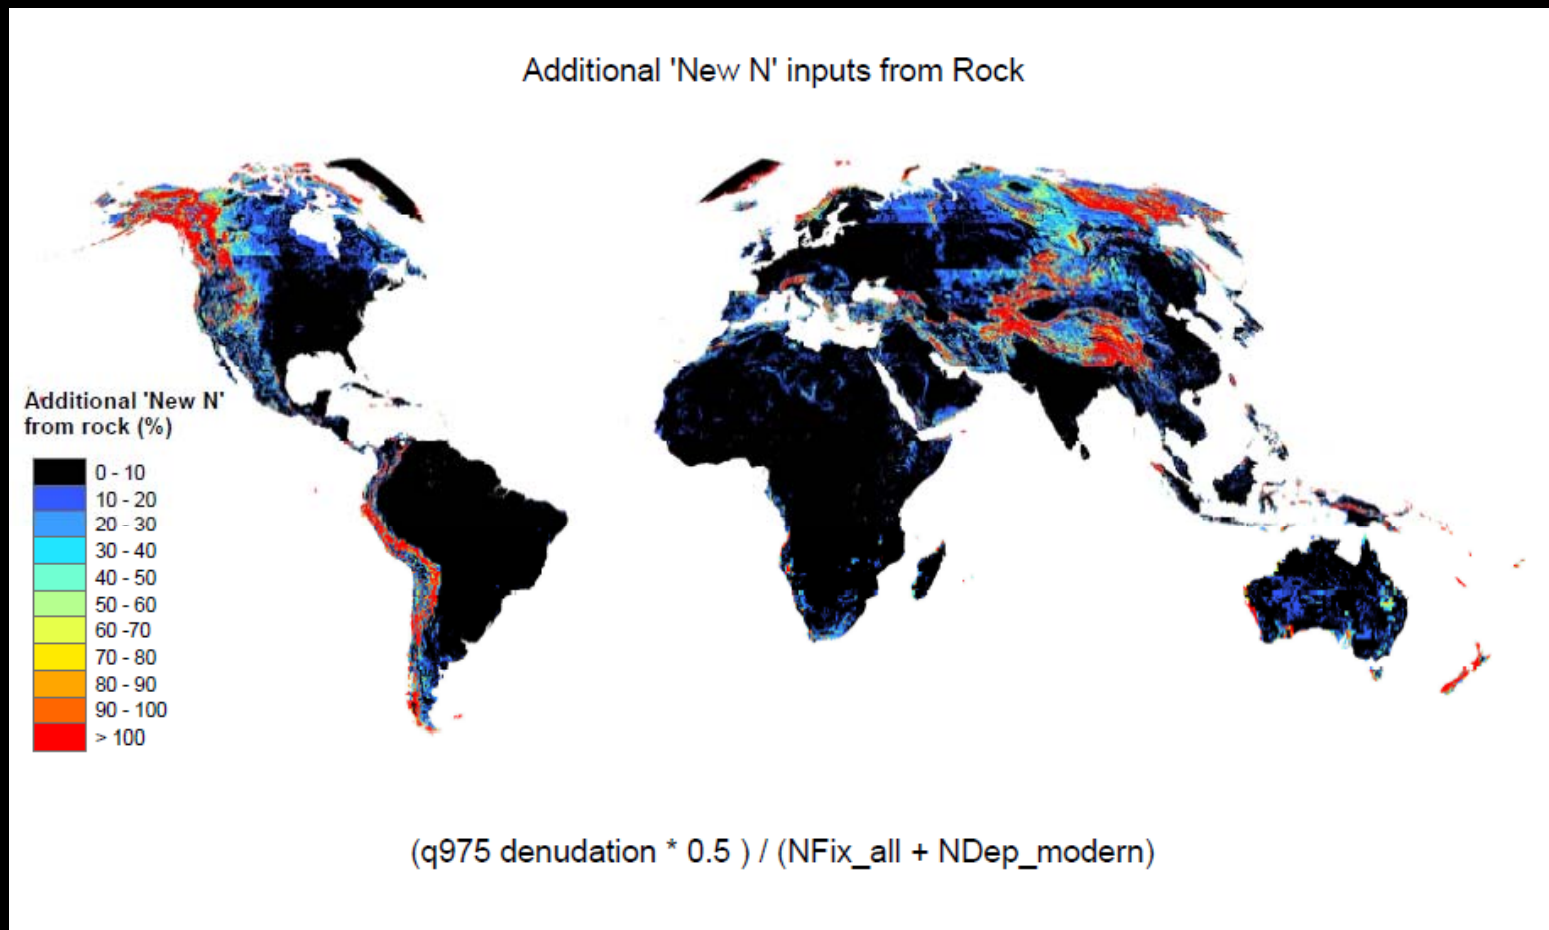 Additional 'New N' inputs from Rock
Additional 'New N'
from rock (%)
0 - 10
10 - 20
20 - 30
30 - 40
40 - 50
50 - 60
60 -70
70 - 80
80 - 90
90 - 100
> 100
(q975 denudation * 0.5 ) / (NFix_all + NDep_modern)